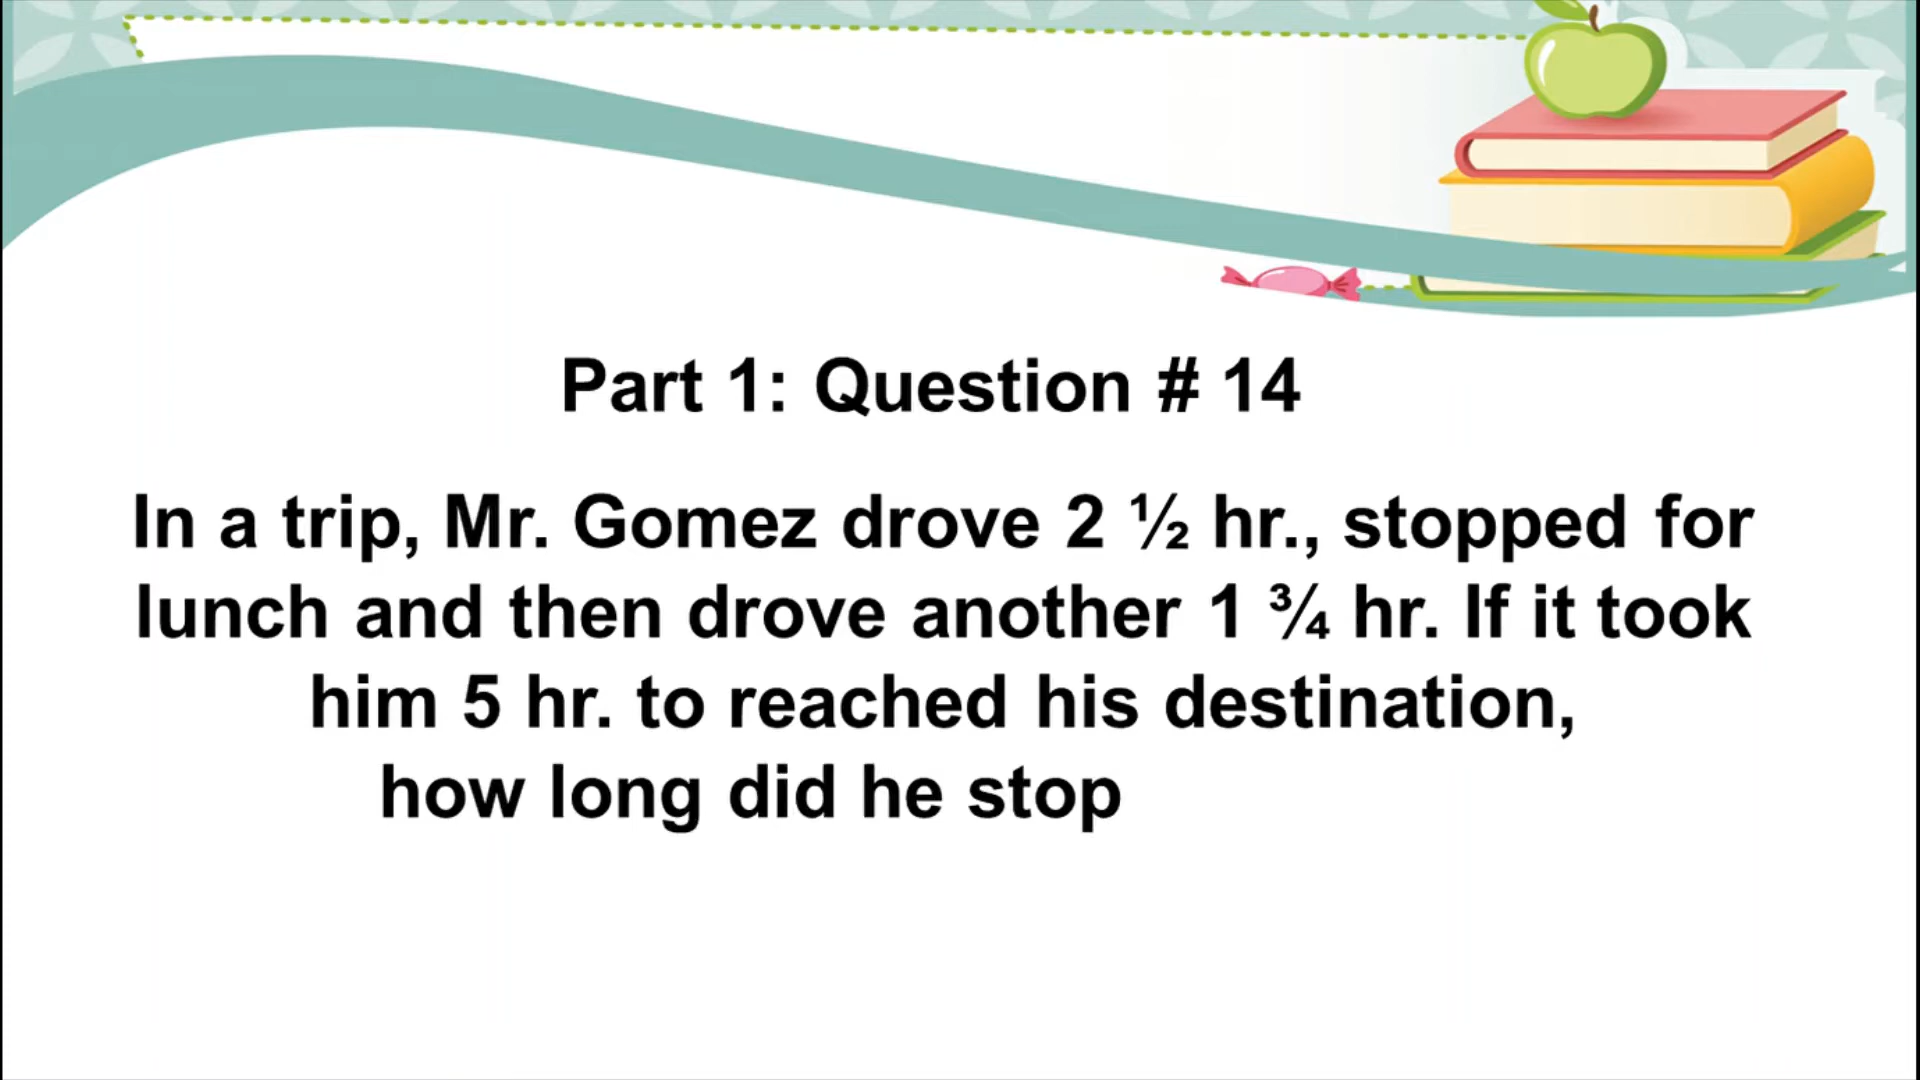 Part 1: Question # 14
In a trip, Mr. Gomez drove 2 ½ hr., stopped for
lunch and then drove another 1 ¾ hr. If it took
him 5 hr. to reached his destination,
how long did he stop